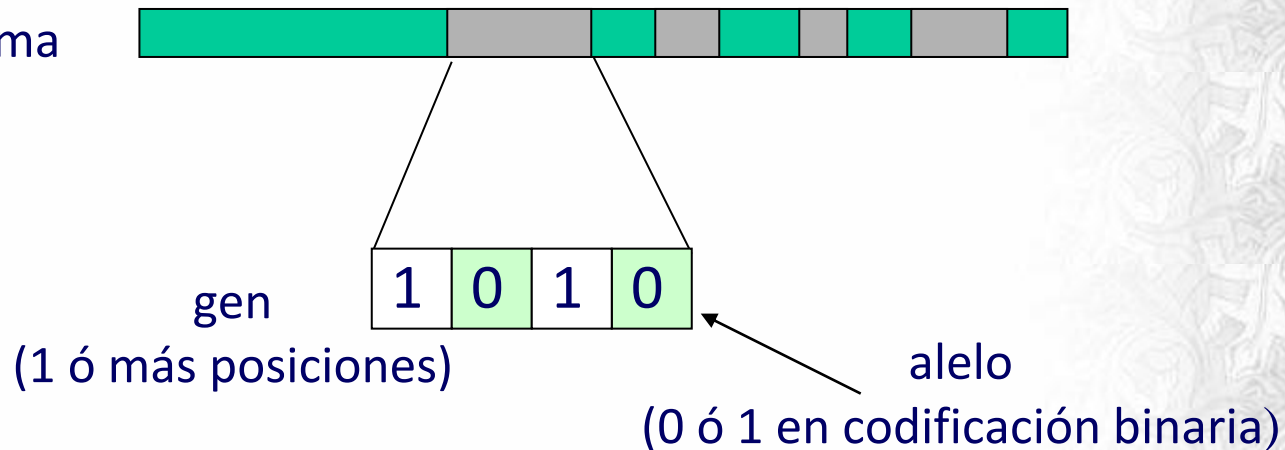 ma
1 0 1 0
gen
(1 ó más posiciones)
alelo
(0 ó 1 en codificación binaria)